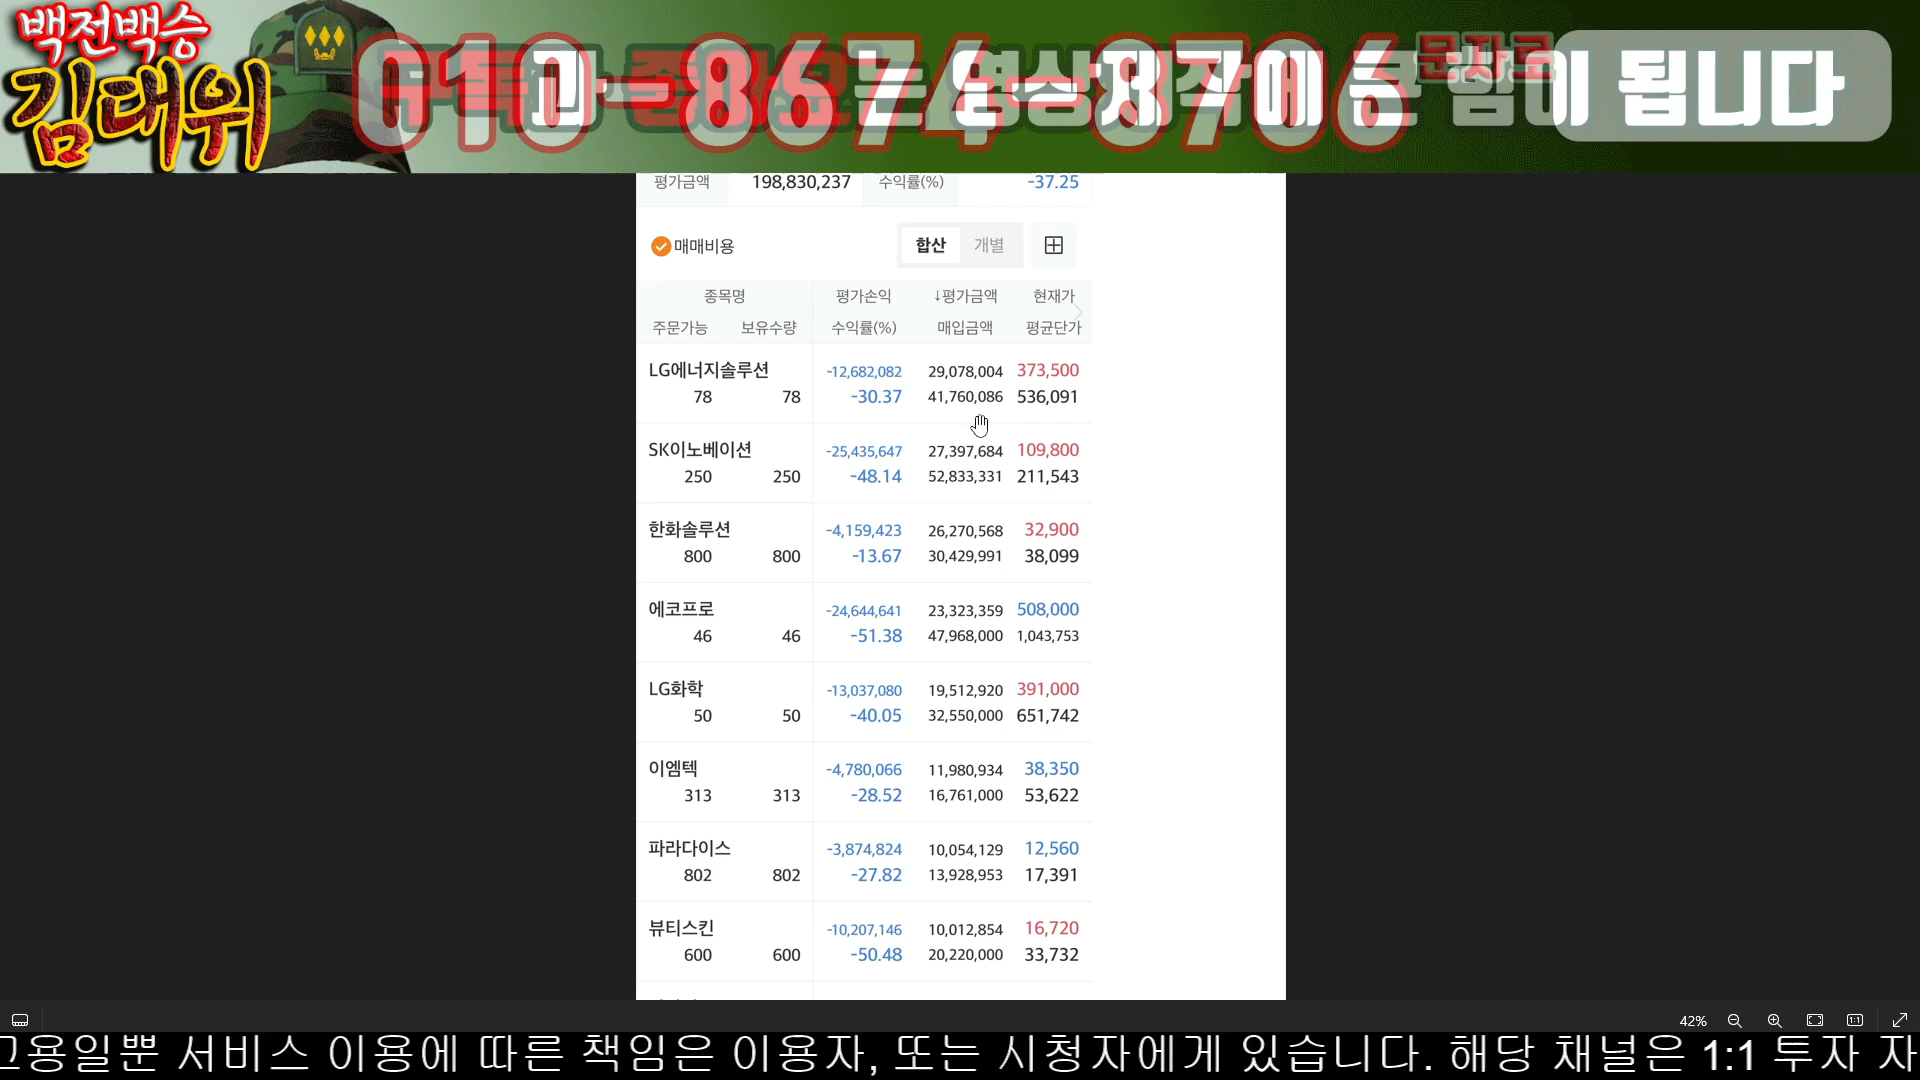 백전백승
김대위
010-8674-8706 문자로
됩니다
평가금액 198,830,237 수익률(%) -37.25
매매비용 합산 개별
종목명 평가손익 ↓평가금액 현재가
주문가능 보유수량 수익률(%) 매입금액 평균단가
LG에너지솔루션 -12,682,082 29,078,004 373,500
78 78 -30.37 41,760,086 536,091
SK이노베이션 -25,435,647 27,397,684 109,800
250 250 -48.14 52,833,331 211,543
한화솔루션 -4,159,423 26,270,568 32,900
800 800 -13.67 30,429,991 38,099
에코프로 -24,644,641 23,323,359 508,000
46 46 -51.38 47,968,000 1,043,753
LG화학 -13,037,080 19,512,920 391,000
50 50 -40.05 32,550,000 651,742
이엠텍 -4,780,066 11,980,934 38,350
313 313 -28.52 16,761,000 53,622
파라다이스 -3,874,824 10,054,129 12,560
802 802 -27.82 13,928,953 17,391
뷰티스킨 -10,207,146 10,012,854 16,720
600 600 -50.48 20,220,000 33,732
42% 1:1
고용일뿐 서비스 이용에 따른 책임은 이용자, 또는 시청자에게 있습니다. 해당 채널은 1:1 투자 자